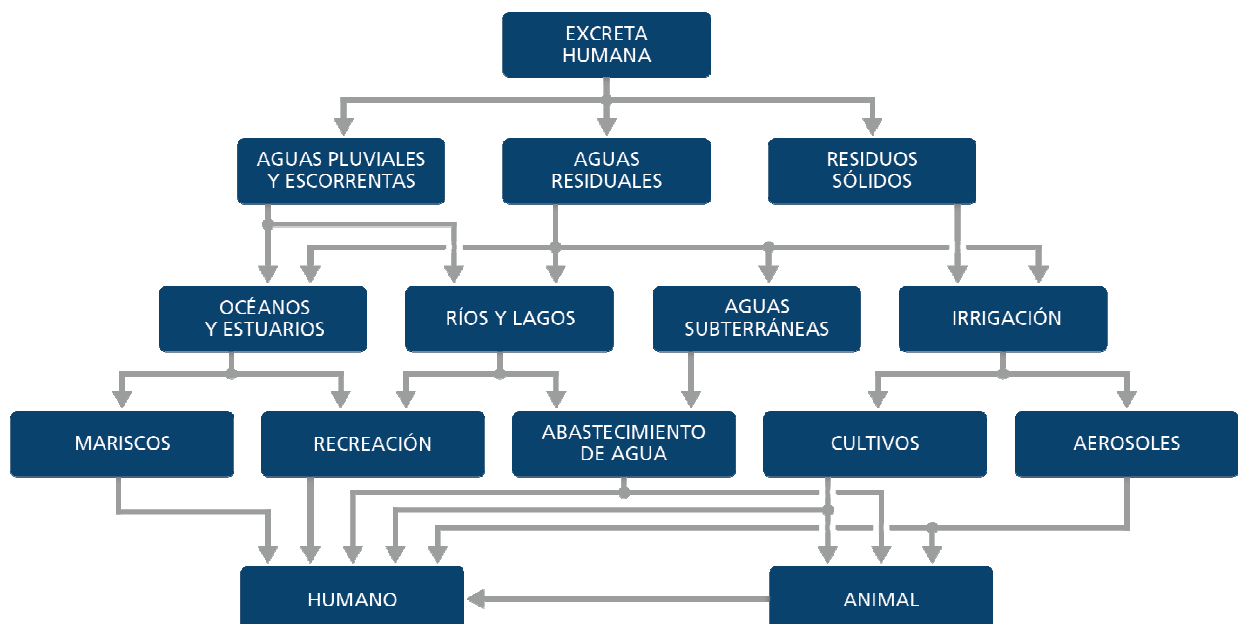 EXCRETA
HUMANA
AGUAS PLUVIALES
Y ESCORRENTAS
AGUAS
RESIDUALES
RESIDUOS
SÓLIDOS
OCÉANOS
Y ESTUARIOS
RÍOS Y LAGOS
AGUAS
SUBTERRÁNEAS
IRRIGACIÓN
MARISCOS
RECREACIÓN
ABASTECIMIENTO
DE AGUA
CULTIVOS
AEROSOLES
HUMANO
ANIMAL